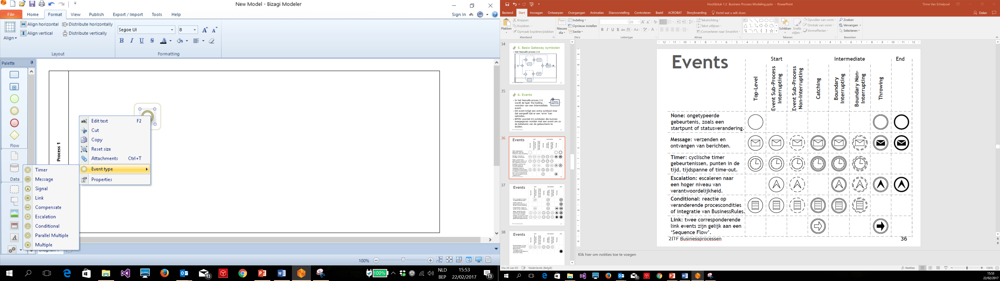 New Model - Bizagi Modeler
File Home Format View Publish Export / Import Tools Help Sign In
Align horizontal Distribute horizontally
Align vertical Distribute vertically
Align
Segoe UI 8
B I U S A
Layout Formatting
Palette
Flow
Data
Process 1
Edit text F2
Cut
Copy
Reset size
Attachments Ctrl+T
Event type
Properties
Timer
Message
Signal
Link
Compensate
Escalation
Conditional
Parallel Multiple
Multiple
100%
100% NLD 15:53
BEP 22/02/2017
13
13
Hoofdstuk 1.2 Business Process Modeling.pptx - PowerPoint Tinne Van Echelpoel
Bestand Start Invoegen Ontwerpen Overgangen Animaties Diavoorstelling Controleren Beeld ACROBAT Storyboarding Vertel wat u wilt doen Delen
Plakken
Knippen
Kopiëren
Opmaak kopiëren/plakken
Klembord
Nieuwe
dia
Indeling
Opnieuw instellen
Sectie
Dia's
28
Lettertype
Tekstrichting
Tekst uitlijnen
Converteren naar SmartArt
Alinea
Schikken
Snelle
stijlen
Opvullen van vorm
Omtrek van vorm
Vormeffecten
Tekenen
Zoeken
Vervangen
Selecteren
Bewerken
34
5. Basis Gateway symbolen
• Het Nescafé proces 2.0
35
6. Events
• In het Nescafé-proces 2.0
wordt de taak 'Put boiling..'
voorzien van een intermediate
event.
• Dit event krijgt een extra symbool mee
dat aangeeft dat er een 'error' kan
optreden.
• BPMN voorziet 63 symbolen die kunnen
meegegeven worden met een event om zo
de betekenis van de gebeurtenis te
duiden.
36
Events
37
Events
38
Events
Events
Start Intermediate End
Top-Level
Event Sub-Process
Interrupting
Event Sub-Process
Non-Interrupting
Catching
Boundary
Interrupting
Boundary Non-
Interrupting
Throwing
None: ongetypeerde
gebeurtenis, zoals een
startpunt of statusverandering.
Message: verzenden en
ontvangen van berichten.
Timer: cyclische timer
gebeurtenissen, punten in de
tijd, tijdspanne of time-out.
Escalation: escaleren naar
een hoger niveau van
verantwoordelijkheid.
Conditional: reactie op
veranderende procescondities
of integratie van BusinessRules.
Link: twee corresponderende
link events zijn gelijk aan een
'Sequence Flow'.
2ITF Businessprocessen 36
Klik hier om notities toe te voegen
Dia 36 van 65 Nederlands (België) Notities 106%
15:53
22/02/2017